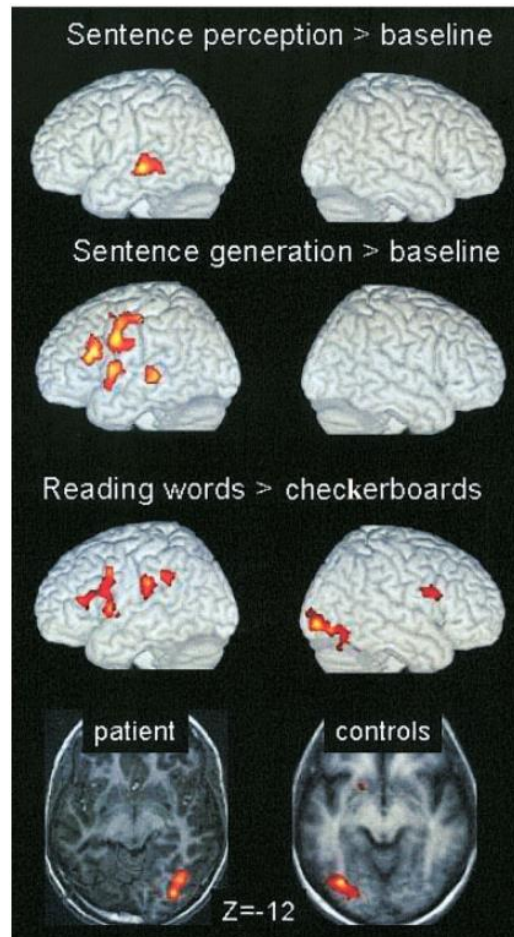 Sentence perception > baseline
Sentence generation > baseline
Reading words > checkerboards
patient controls
Z=-12